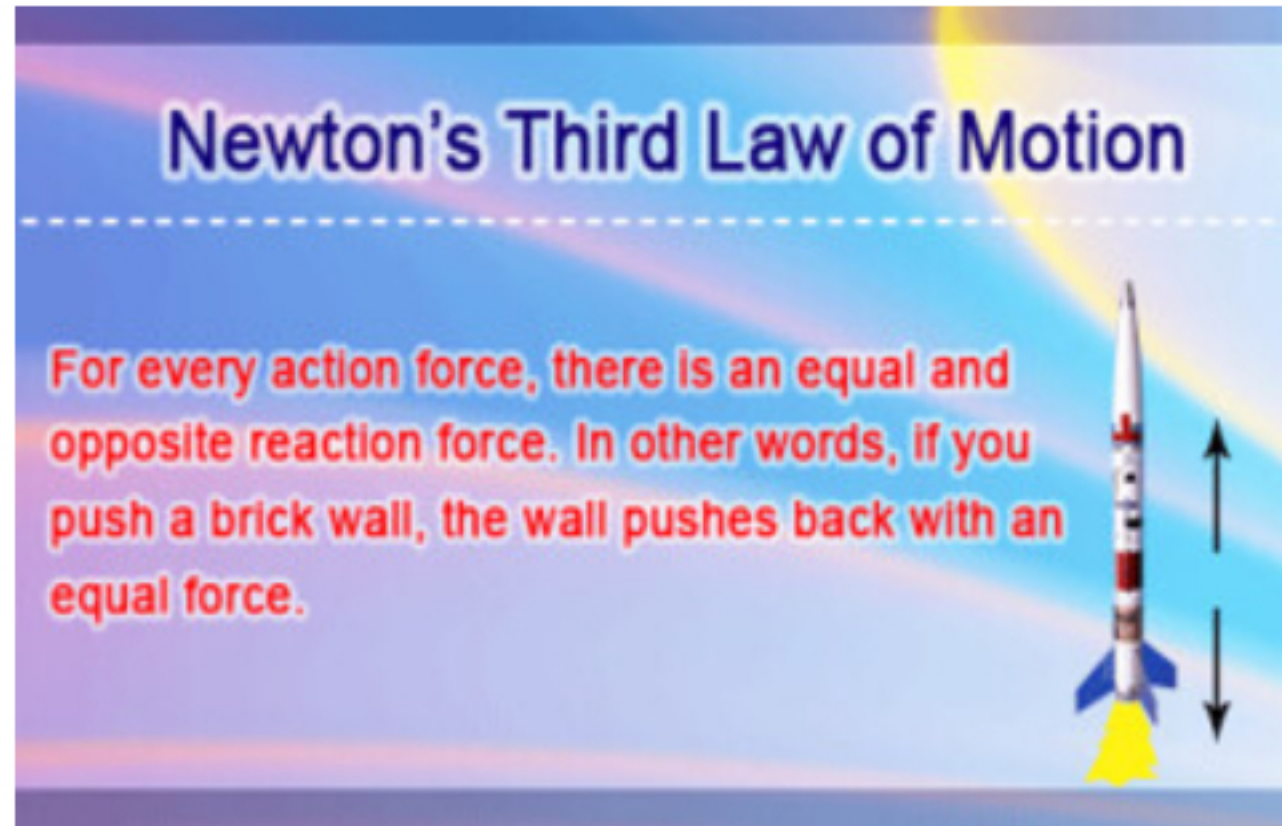 Newton's Third Law of Motion
For every action force, there is an equal and
opposite reaction force. In other words, if you
push a brick wall, the wall pushes back with an
equal force.